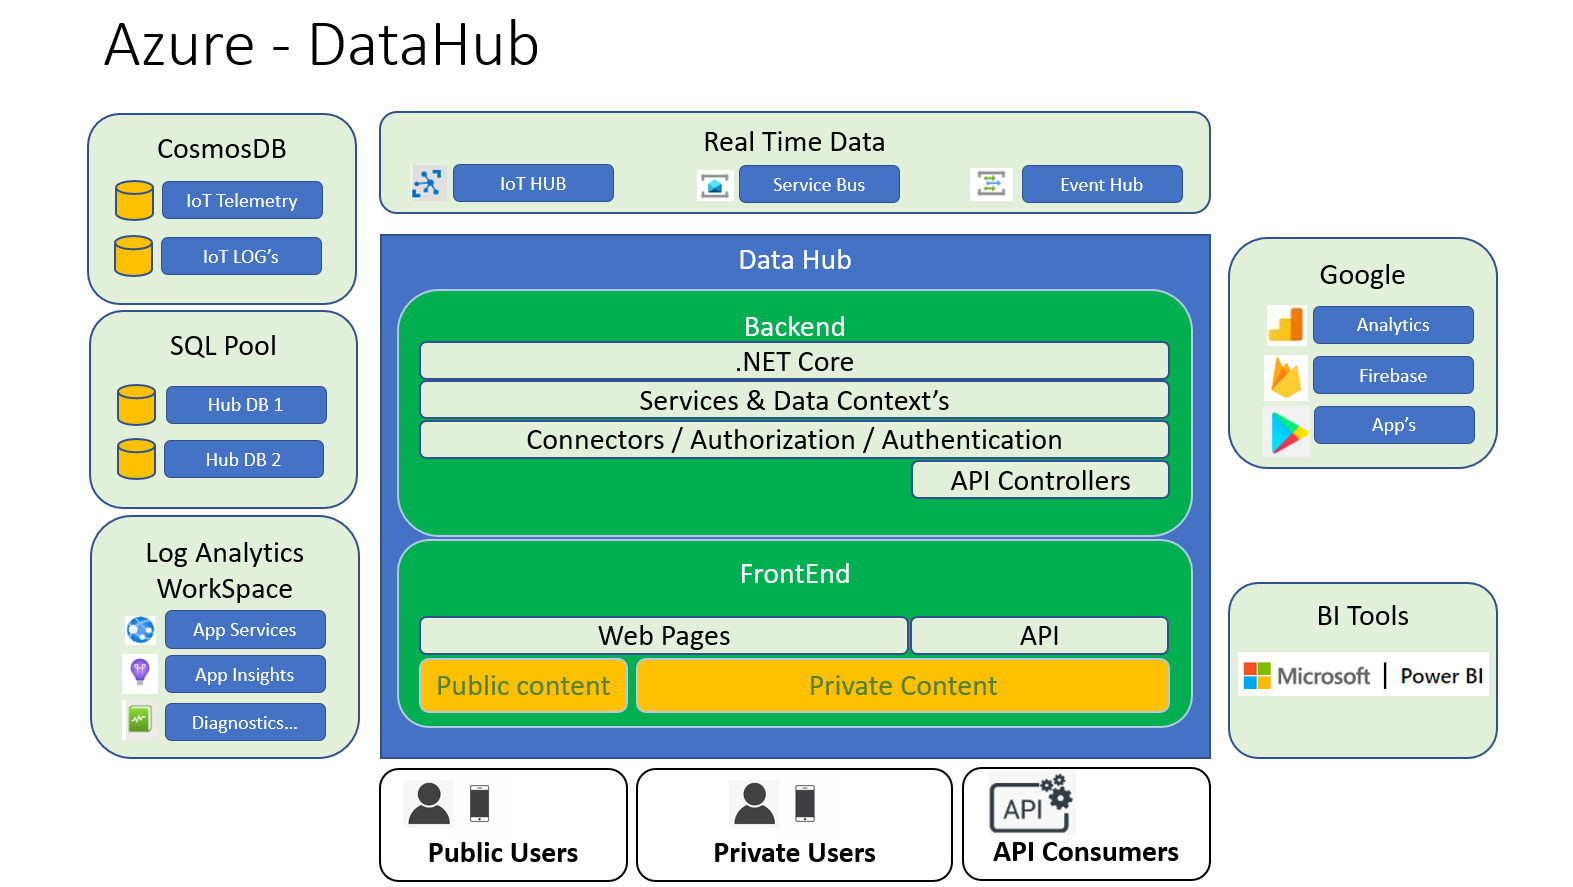 Azure - DataHub
CosmosDB
IoT Telemetry
IoT LOG’s
SQL Pool
Hub DB 1
Hub DB 2
Log Analytics
WorkSpace
App Services
App Insights
Diagnostics...
Real Time Data
IoT HUB
Service Bus
Event Hub
Data Hub
Backend
.NET Core
Services & Data Context’s
Connectors / Authorization / Authentication
API Controllers
FrontEnd
Web Pages
API
Public content
Private Content
Public Users
Private Users
API
API Consumers
Google
Analytics
Firebase
App’s
BI Tools
Microsoft | Power BI